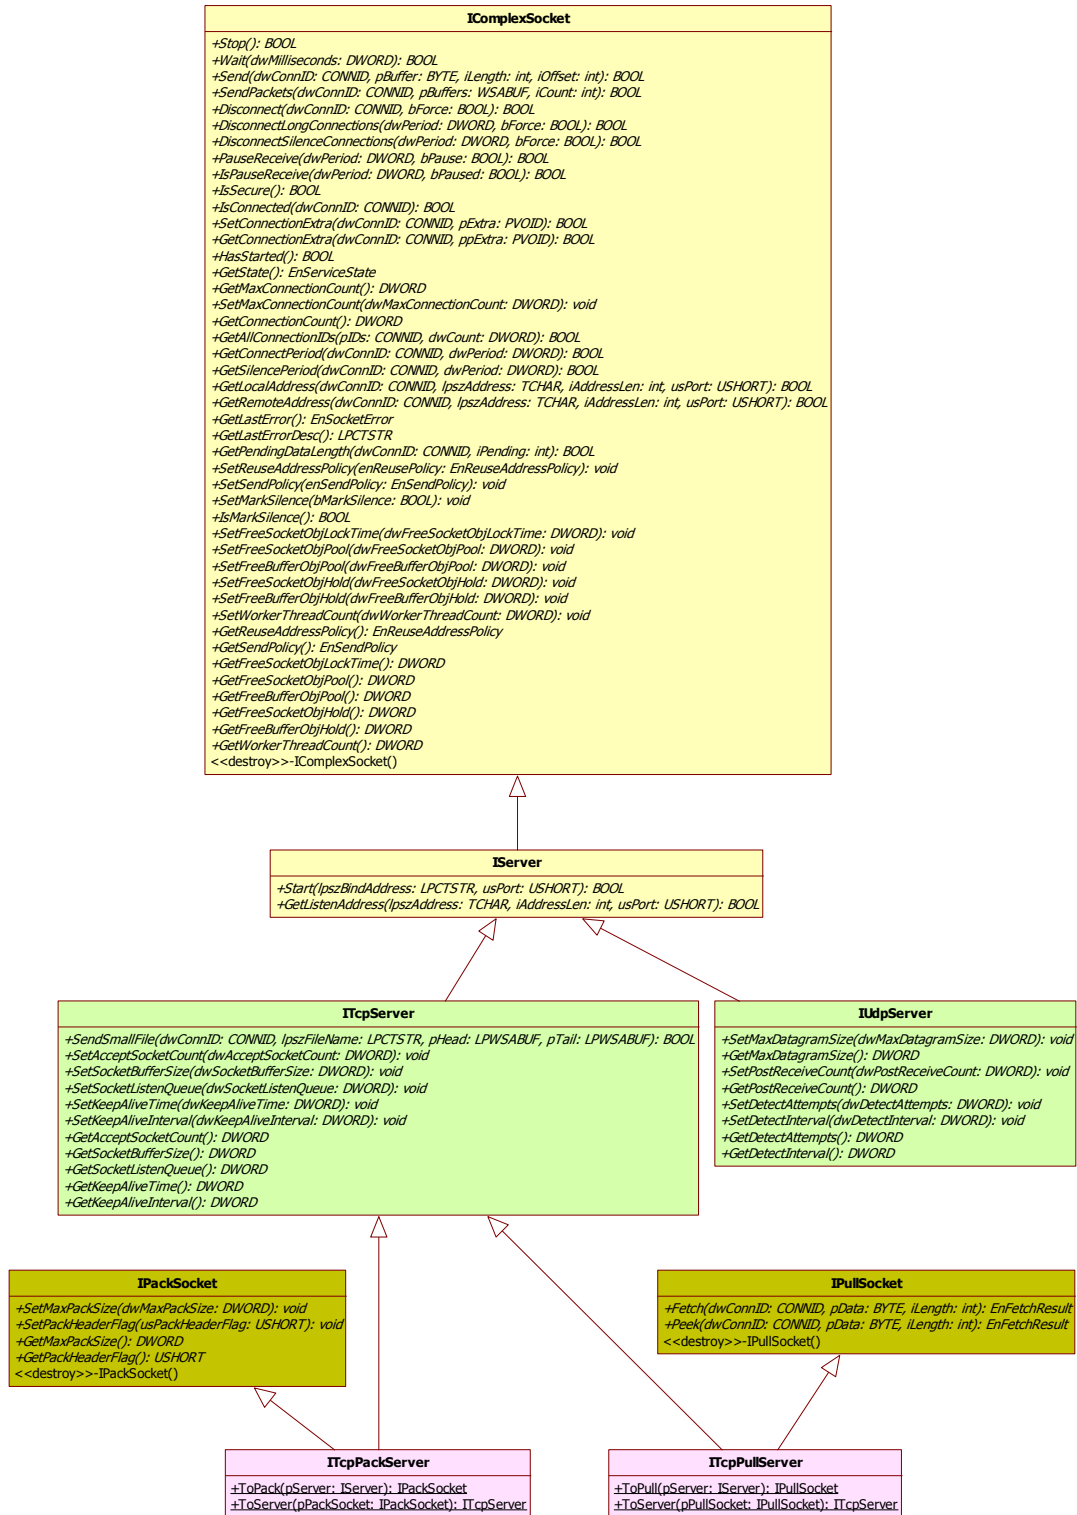 IComplexSocket
+Stop(): BOOL
+Wait(dwMilliseconds: DWORD): BOOL
+Send(dwConnID: CONNID, pBuffer: BYTE, iLength: int, iOffset: int): BOOL
+SendPackets(dwConnID: CONNID, pBuffers: WSABUF, iCount: int): BOOL
+Disconnect(dwConnID: CONNID, bForce: BOOL): BOOL
+DisconnectLongConnections(dwPeriod: DWORD, bForce: BOOL): BOOL
+DisconnectSilenceConnections(dwPeriod: DWORD, bForce: BOOL): BOOL
+PauseReceive(dwPeriod: DWORD, bPause: BOOL): BOOL
+IsPauseReceive(dwPeriod: DWORD, bPaused: BOOL): BOOL
+IsSecure(): BOOL
+IsConnected(dwConnID: CONNID): BOOL
+SetConnectionExtra(dwConnID: CONNID, pExtra: PVOID): BOOL
+GetConnectionExtra(dwConnID: CONNID, ppExtra: PVOID): BOOL
+HasStarted(): BOOL
+GetState(): EnServiceState
+GetMaxConnectionCount(): DWORD
+SetMaxConnectionCount(dwMaxConnectionCount: DWORD): void
+GetConnectionCount(): DWORD
+GetAllConnectionIDs(pIDs: CONNID, dwCount: DWORD): BOOL
+GetConnectPeriod(dwConnID: CONNID, dwPeriod: DWORD): BOOL
+GetSilencePeriod(dwConnID: CONNID, dwPeriod: DWORD): BOOL
+GetLocalAddress(dwConnID: CONNID, lpszAddress: TCHAR, iAddressLen: int, usPort: USHORT): BOOL
+GetRemoteAddress(dwConnID: CONNID, lpszAddress: TCHAR, iAddressLen: int, usPort: USHORT): BOOL
+GetLastError(): EnSocketError
+GetLastErrorDesc(): LPCTSTR
+GetPendingDataLength(dwConnID: CONNID, iPending: int): BOOL
+SetReuseAddressPolicy(enReusePolicy: EnReuseAddressPolicy): void
+SetSendPolicy(enSendPolicy: EnSendPolicy): void
+SetMarkSilence(bMarkSilence: BOOL): void
+IsMarkSilence(): BOOL
+SetFreeSocketObjLockTime(dwFreeSocketObjLockTime: DWORD): void
+SetFreeSocketObjPool(dwFreeSocketObjPool: DWORD): void
+SetFreeBufferObjPool(dwFreeBufferObjPool: DWORD): void
+SetFreeSocketObjHold(dwFreeSocketObjHold: DWORD): void
+SetFreeBufferObjHold(dwFreeBufferObjHold: DWORD): void
+SetWorkerThreadCount(dwWorkerThreadCount: DWORD): void
+GetReuseAddressPolicy(): EnReuseAddressPolicy
+GetSendPolicy(): EnSendPolicy
+GetFreeSocketObjLockTime(): DWORD
+GetFreeSocketObjPool(): DWORD
+GetFreeBufferObjPool(): DWORD
+GetFreeSocketObjHold(): DWORD
+GetFreeBufferObjHold(): DWORD
+GetWorkerThreadCount(): DWORD
<<destroy>>-IComplexSocket()
IServer
+Start(lpszBindAddress: LPCTSTR, usPort: USHORT): BOOL
+GetListenAddress(lpszAddress: TCHAR, iAddressLen: int, usPort: USHORT): BOOL
ITcpServer
+SendSmallFile(dwConnID: CONNID, lpszFileName: LPCTSTR, pHead: LPWSABUF, pTail: LPWSABUF): BOOL
+SetAcceptSocketCount(dwAcceptSocketCount: DWORD): void
+SetSocketBufferSize(dwSocketBufferSize: DWORD): void
+SetSocketListenQueue(dwSocketListenQueue: DWORD): void
+SetKeepAliveTime(dwKeepAliveTime: DWORD): void
+SetKeepAliveInterval(dwKeepAliveInterval: DWORD): void
+GetAcceptSocketCount(): DWORD
+GetSocketBufferSize(): DWORD
+GetSocketListenQueue(): DWORD
+GetKeepAliveTime(): DWORD
+GetKeepAliveInterval(): DWORD
IUdpServer
+SetMaxDatagramSize(dwMaxDatagramSize: DWORD): void
+GetMaxDatagramSize(): DWORD
+SetPostReceiveCount(dwPostReceiveCount: DWORD): void
+GetPostReceiveCount(): DWORD
+SetDetectAttempts(dwDetectAttempts: DWORD): void
+SetDetectInterval(dwDetectInterval: DWORD): void
+GetDetectAttempts(): DWORD
+GetDetectInterval(): DWORD
IPackSocket
+SetMaxPackSize(dwMaxPackSize: DWORD): void
+SetPackHeaderFlag(usPackHeaderFlag: USHORT): void
+GetMaxPackSize(): DWORD
+GetPackHeaderFlag(): USHORT
<<destroy>>-IPackSocket()
IPullSocket
+Fetch(dwConnID: CONNID, pData: BYTE, iLength: int): EnFetchResult
+Peek(dwConnID: CONNID, pData: BYTE, iLength: int): EnFetchResult
<<destroy>>-IPullSocket()
ITcpPackServer
+ToPack(pServer: IServer): IPackSocket
+ToServer(pPackSocket: IPackSocket): ITcpServer
ITcpPullServer
+ToPull(pServer: IServer): IPullSocket
+ToServer(pPullSocket: IPullSocket): ITcpServer